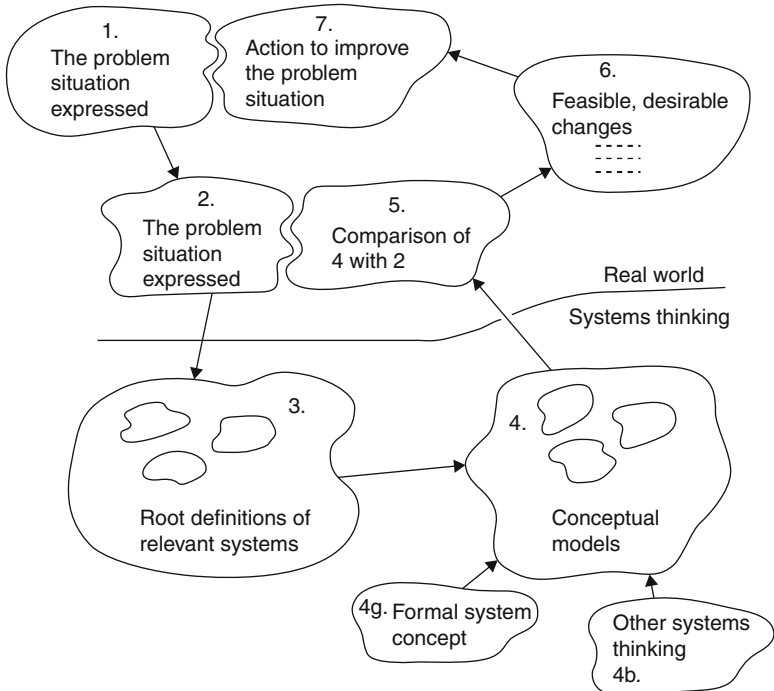 1.
The problem
situation
expressed
7.
Action to improve
the problem
situation
6.
Feasible, desirable
changes
2.
The problem
situation
expressed
5.
Comparison of
4 with 2
Real world
Systems thinking
3.
Root definitions of
relevant systems
4.
Conceptual
models
4g. Formal system
concept
Other systems
thinking
4b.